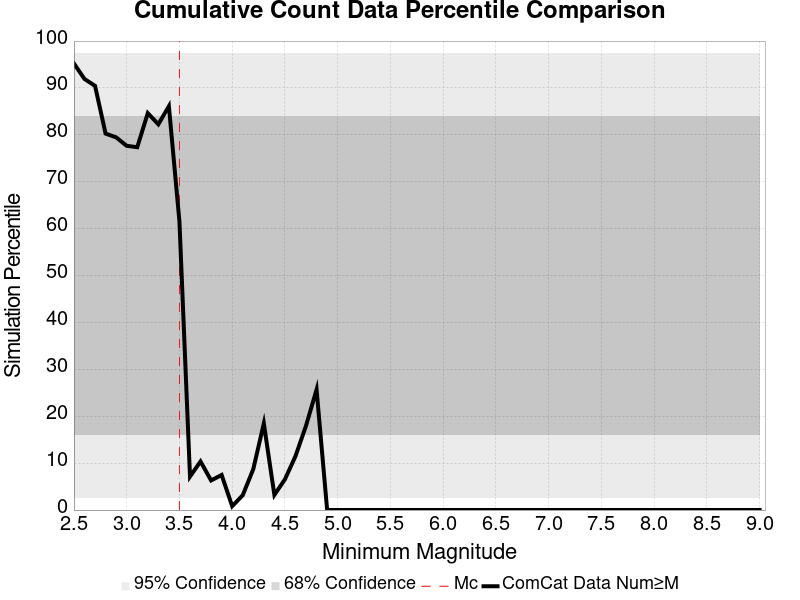 Cumulative Count Data Percentile Comparison
100
90
80
70
60
50
40
30
20
10
0
Simulation Percentile
2.5 3.0 3.5 4.0 4.5 5.0 5.5 6.0 6.5 7.0 7.5 8.0 8.5 9.0
Minimum Magnitude
95% Confidence 68% Confidence Mc ComCat Data Num≥M